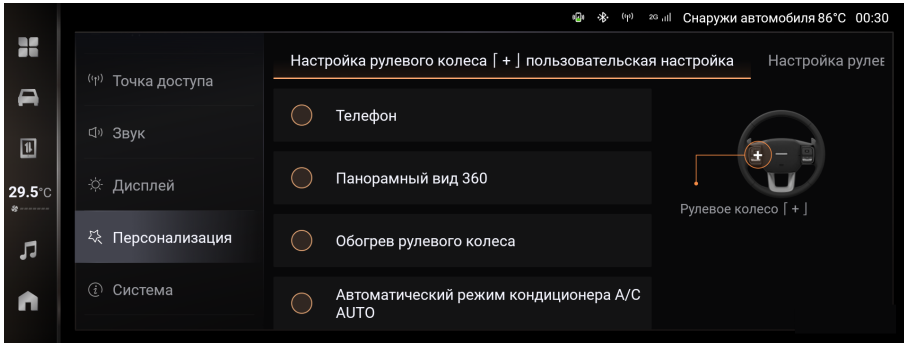 2G Снаружи автомобиля 86°C 00:30
Настройка рулевого колеса ⌈ + ⌋ пользовательская настройка Настройка рулев
Точка доступа
Телефон
Звук
Панорамный вид 360
Дисплей
29.5°C
Рулевое колесо ⌈ + ⌋
Персонализация
Обогрев рулевого колеса
Система
Автоматический режим кондиционера A/C
AUTO